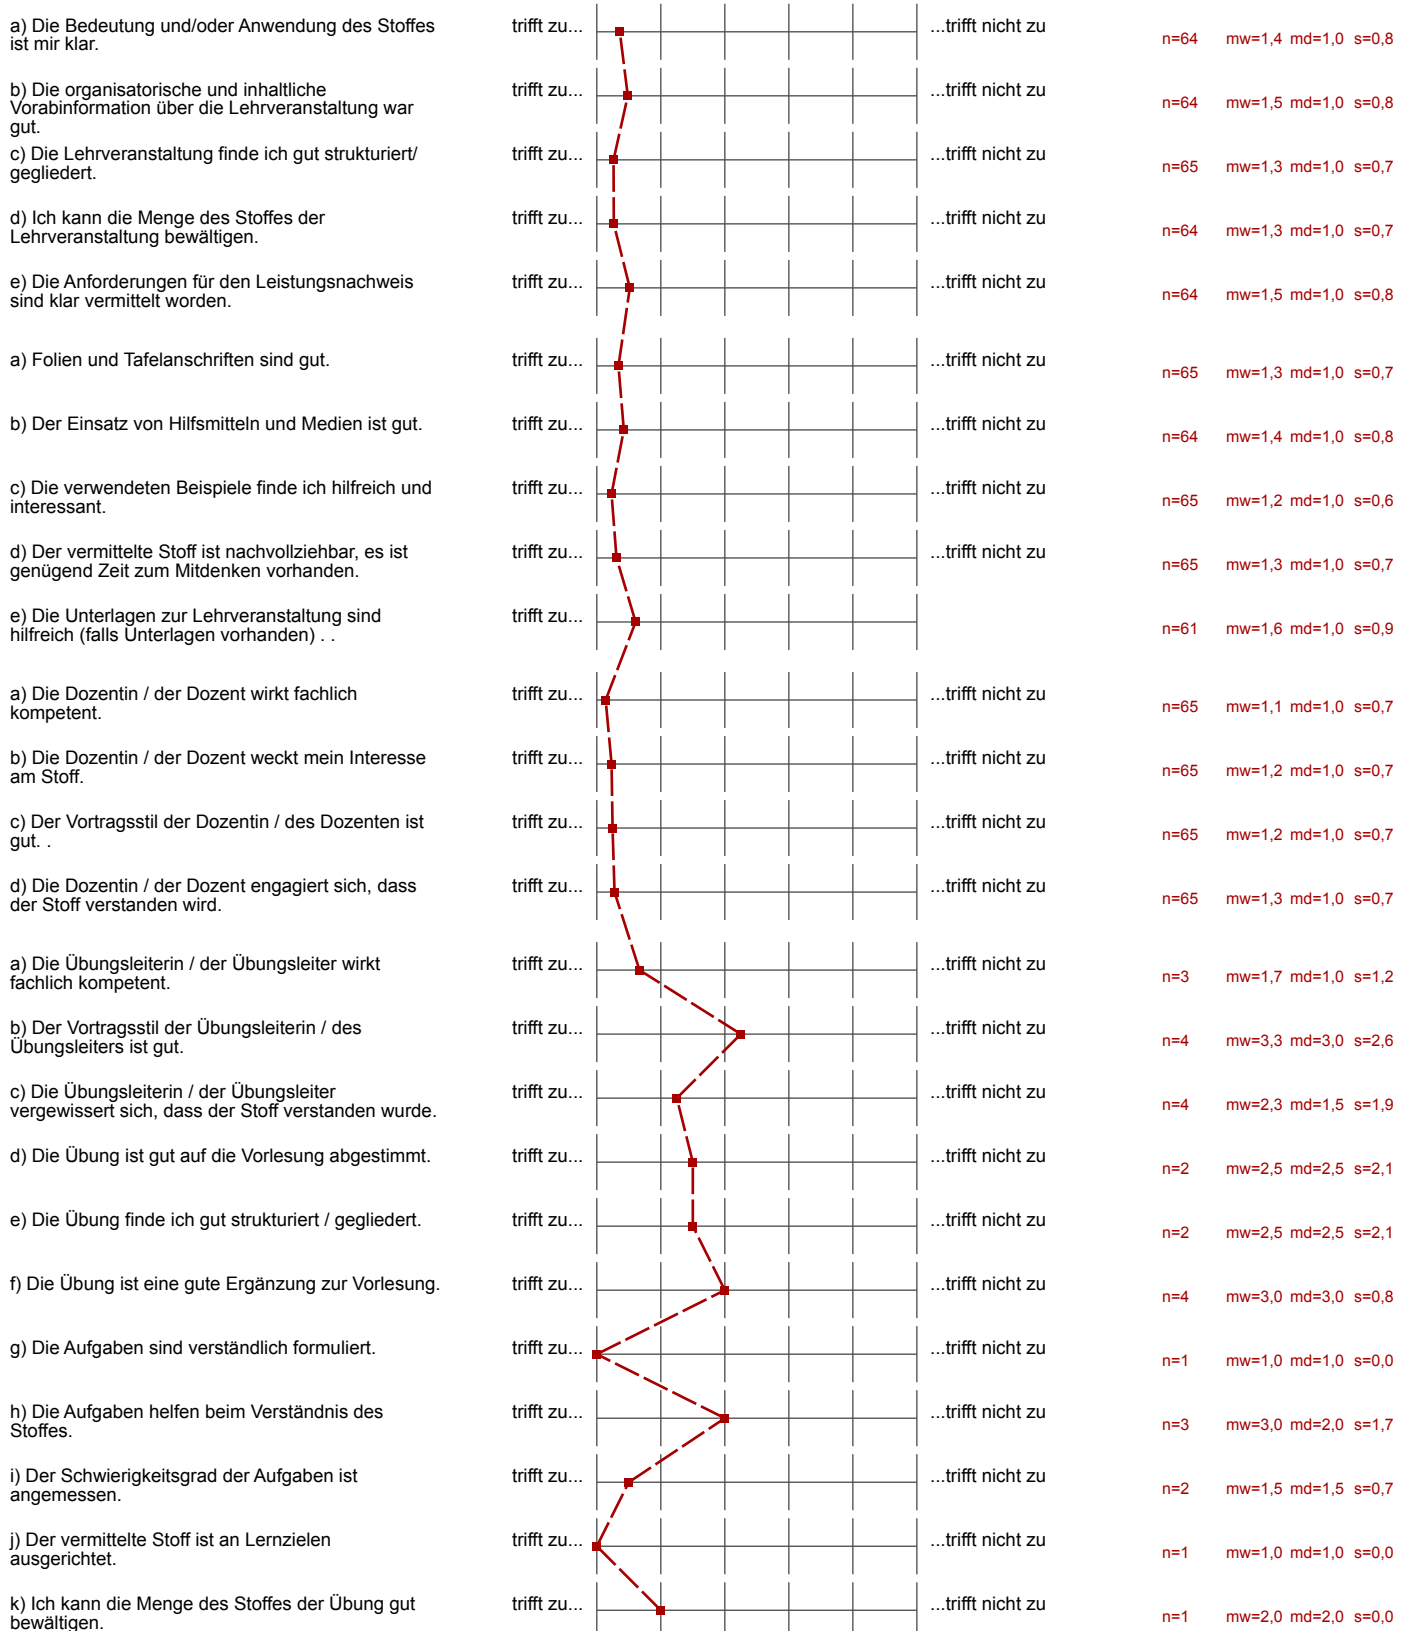 a) Die Bedeutung und/oder Anwendung des Stoffes
ist mir klar.
trifft zu...
...trifft nicht zu
n=64 mw=1,4 md=1,0 s=0,8
b) Die organisatorische und inhaltliche
Vorabinformation über die Lehrveranstaltung war
gut.
trifft zu...
...trifft nicht zu
n=64 mw=1,5 md=1,0 s=0,8
c) Die Lehrveranstaltung finde ich gut strukturiert/
gegliedert.
trifft zu...
...trifft nicht zu
n=65 mw=1,3 md=1,0 s=0,7
d) Ich kann die Menge des Stoffes der
Lehrveranstaltung bewältigen.
trifft zu...
...trifft nicht zu
n=64 mw=1,3 md=1,0 s=0,7
e) Die Anforderungen für den Leistungsnachweis
sind klar vermittelt worden.
trifft zu...
...trifft nicht zu
n=64 mw=1,5 md=1,0 s=0,8
a) Folien und Tafelanschriften sind gut.
trifft zu...
...trifft nicht zu
n=65 mw=1,3 md=1,0 s=0,7
b) Der Einsatz von Hilfsmitteln und Medien ist gut.
trifft zu...
...trifft nicht zu
n=64 mw=1,4 md=1,0 s=0,8
c) Die verwendeten Beispiele finde ich hilfreich und
interessant.
trifft zu...
...trifft nicht zu
n=65 mw=1,2 md=1,0 s=0,6
d) Der vermittelte Stoff ist nachvollziehbar, es ist
genügend Zeit zum Mitdenken vorhanden.
trifft zu...
...trifft nicht zu
n=65 mw=1,3 md=1,0 s=0,7
e) Die Unterlagen zur Lehrveranstaltung sind
hilfreich (falls Unterlagen vorhanden) . .
trifft zu...
n=61 mw=1,6 md=1,0 s=0,9
a) Die Dozentin / der Dozent wirkt fachlich
kompetent.
trifft zu...
...trifft nicht zu
n=65 mw=1,1 md=1,0 s=0,7
b) Die Dozentin / der Dozent weckt mein Interesse
am Stoff.
trifft zu...
...trifft nicht zu
n=65 mw=1,2 md=1,0 s=0,7
c) Der Vortragsstil der Dozentin / des Dozenten ist
gut. .
trifft zu...
...trifft nicht zu
n=65 mw=1,2 md=1,0 s=0,7
d) Die Dozentin / der Dozent engagiert sich, dass
der Stoff verstanden wird.
trifft zu...
...trifft nicht zu
n=65 mw=1,3 md=1,0 s=0,7
a) Die Übungsleiterin / der Übungsleiter wirkt
fachlich kompetent.
trifft zu...
...trifft nicht zu
n=3 mw=1,7 md=1,0 s=1,2
b) Der Vortragsstil der Übungsleiterin / des
Übungsleiters ist gut.
trifft zu...
...trifft nicht zu
n=4 mw=3,3 md=3,0 s=2,6
c) Die Übungsleiterin / der Übungsleiter
vergewissert sich, dass der Stoff verstanden wurde.
trifft zu...
...trifft nicht zu
n=4 mw=2,3 md=1,5 s=1,9
d) Die Übung ist gut auf die Vorlesung abgestimmt.
trifft zu...
...trifft nicht zu
n=2 mw=2,5 md=2,5 s=2,1
e) Die Übung finde ich gut strukturiert / gegliedert.
trifft zu...
...trifft nicht zu
n=2 mw=2,5 md=2,5 s=2,1
f) Die Übung ist eine gute Ergänzung zur Vorlesung.
trifft zu...
...trifft nicht zu
n=4 mw=3,0 md=3,0 s=0,8
g) Die Aufgaben sind verständlich formuliert.
trifft zu...
...trifft nicht zu
n=1 mw=1,0 md=1,0 s=0,0
h) Die Aufgaben helfen beim Verständnis des
Stoffes.
trifft zu...
...trifft nicht zu
n=3 mw=3,0 md=2,0 s=1,7
i) Der Schwierigkeitsgrad der Aufgaben ist
angemessen.
trifft zu...
...trifft nicht zu
n=2 mw=1,5 md=1,5 s=0,7
j) Der vermittelte Stoff ist an Lernzielen
ausgerichtet.
trifft zu...
...trifft nicht zu
n=1 mw=1,0 md=1,0 s=0,0
k) Ich kann die Menge des Stoffes der Übung gut
bewältigen.
trifft zu...
...trifft nicht zu
n=1 mw=2,0 md=2,0 s=0,0